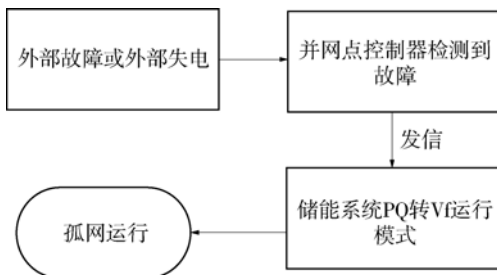 外部故障或外部失电
并网点控制器检测到
故障
发信
储能系统PQ转Vf运行
模式
孤网运行